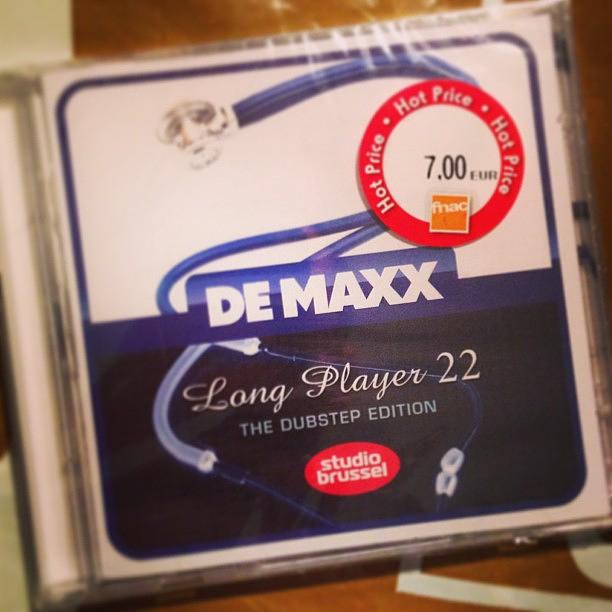 Hot Price • Hot Price • Hot Price
7.00 EUR
fnac
DE MAXX
Long Player 22
THE DUBSTEP EDITION
studio
brussel